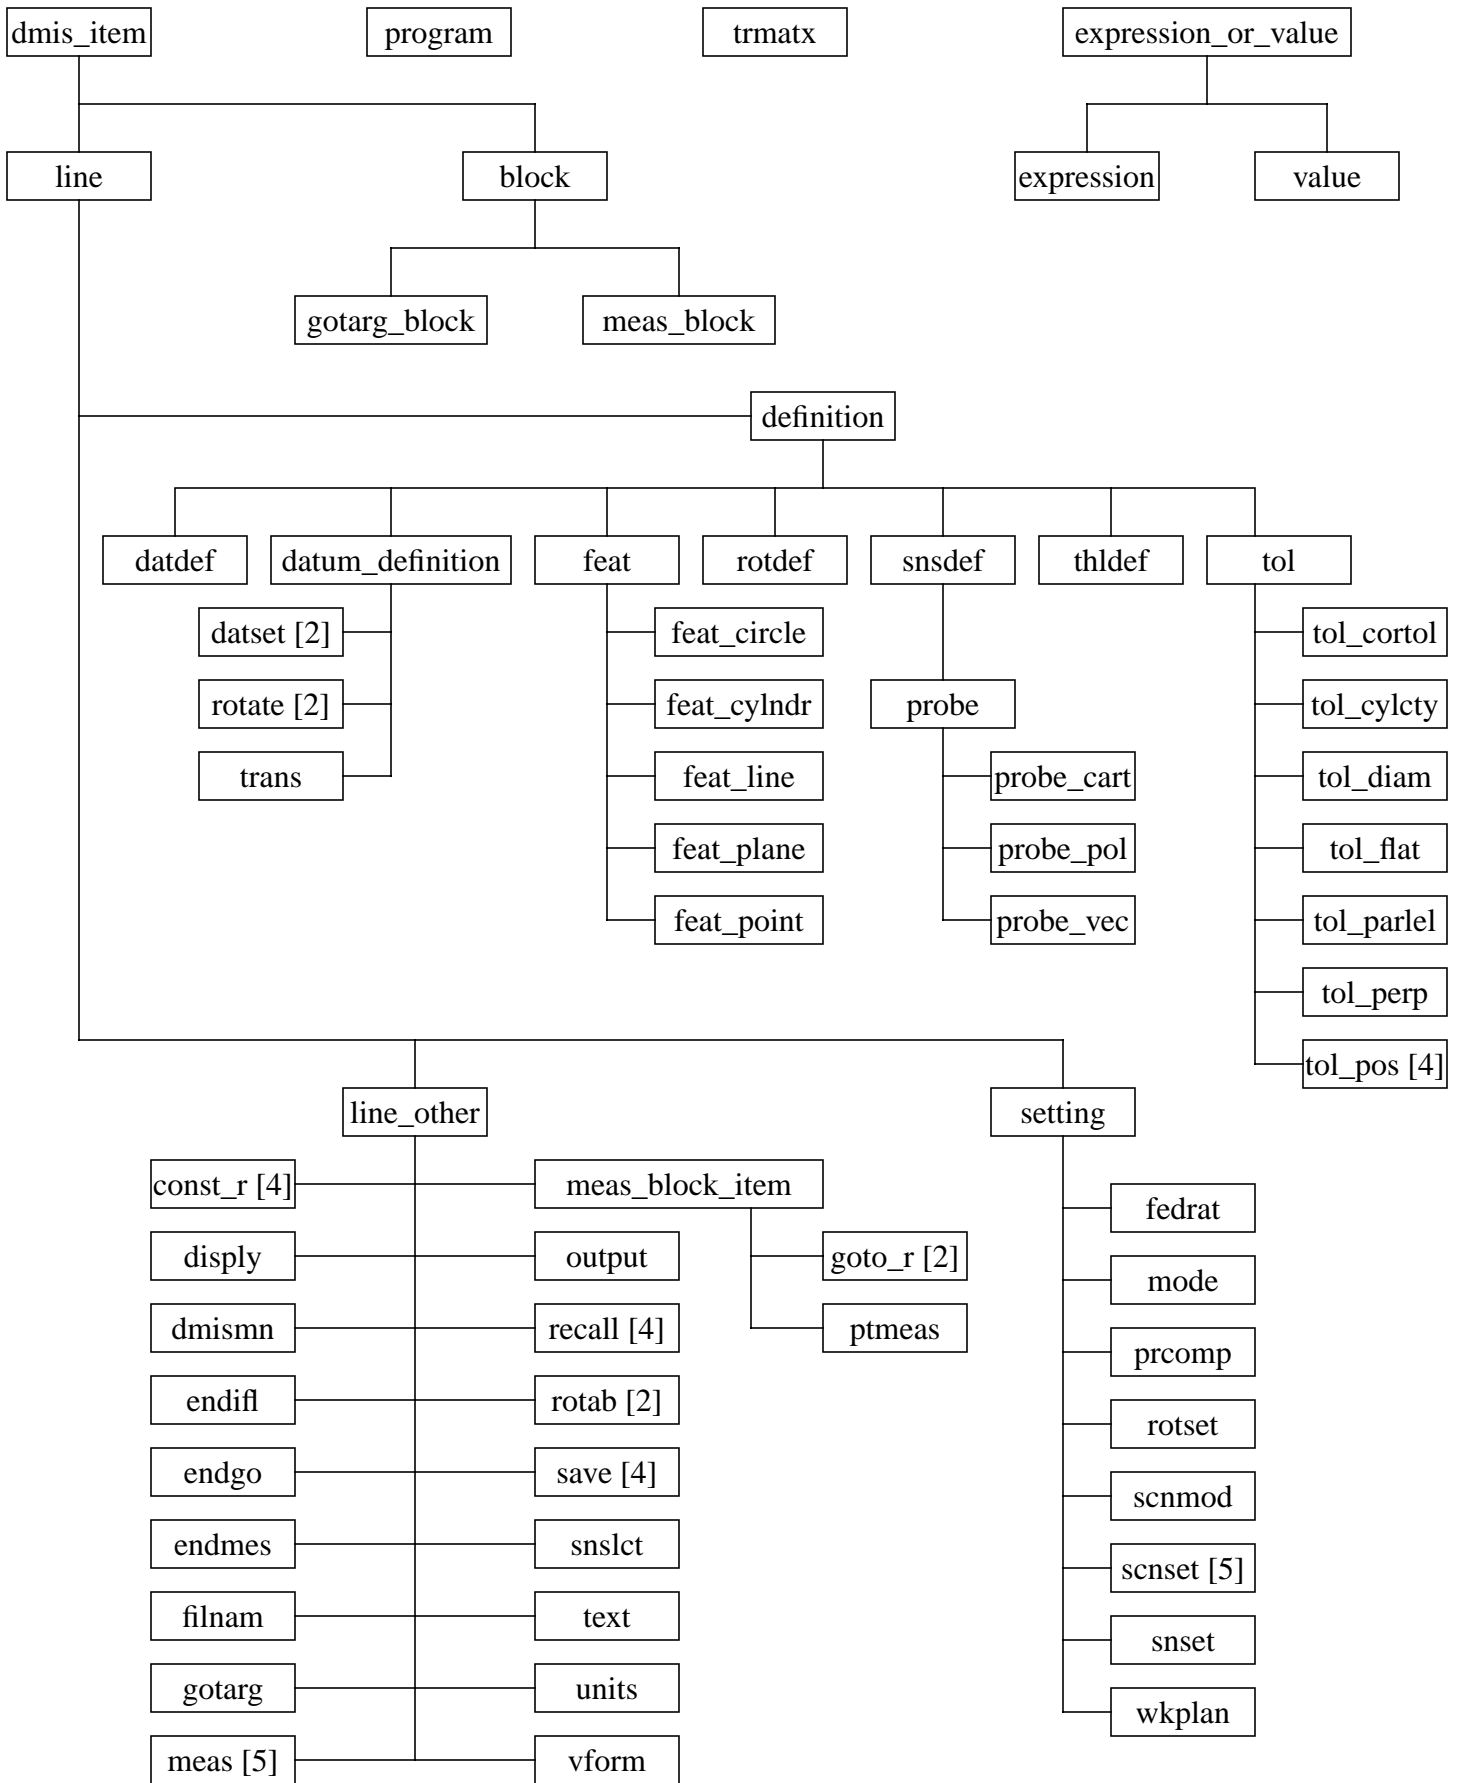 dmis_item
program
trmatx
expression_or_value
line
block
expression
value
gotarg_block
meas_block
definition
datdef
datum_definition
feat
rotdef
snsdef
thldef
tol
datset [2]
feat_circle
tol_cortol
rotate [2]
feat_cylndr
probe
tol_cylcty
trans
feat_line
probe_cart
tol_diam
feat_plane
probe_pol
tol_flat
feat_point
probe_vec
tol_parlel
tol_perp
tol_pos [4]
line_other
setting
const_r [4]
meas_block_item
fedrat
disply
output
goto_r [2]
mode
dmismn
recall [4]
ptmeas
prcomp
endifl
rotab [2]
rotset
endgo
save [4]
scnmod
endmes
snslct
scnset [5]
filnam
text
snset
gotarg
units
wkplan
meas [5]
vform